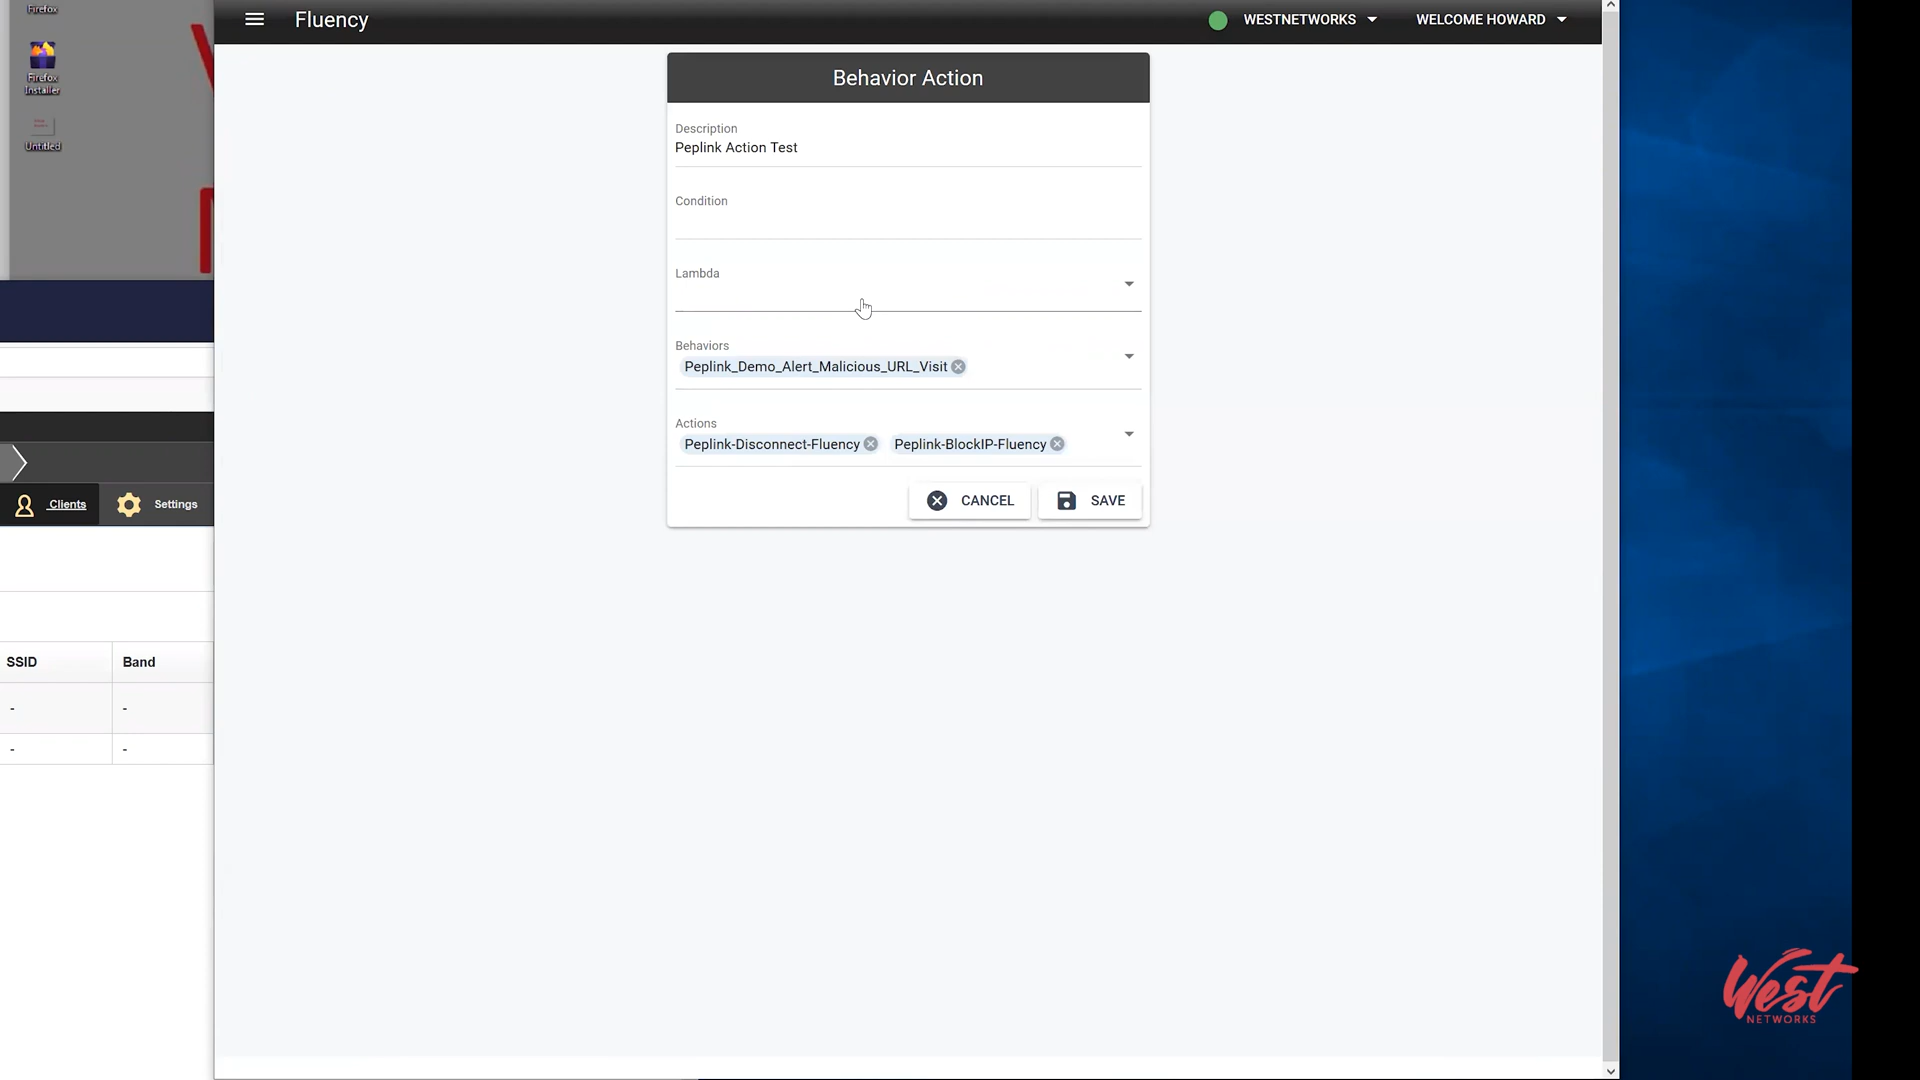 Firefox
Firefox
Installer
Untitled
Clients
Settings
SSID
Band
-
-
-
-
Fluency
WESTNETWORKS
WELCOME HOWARD
Behavior Action
Description
Peplink Action Test
Condition
Lambda
Behaviors
Peplink_Demo_Alert_Malicious_URL_Visit
Actions
Peplink-Disconnect-Fluency
Peplink-BlockIP-Fluency
CANCEL
SAVE
West
NETWORKS